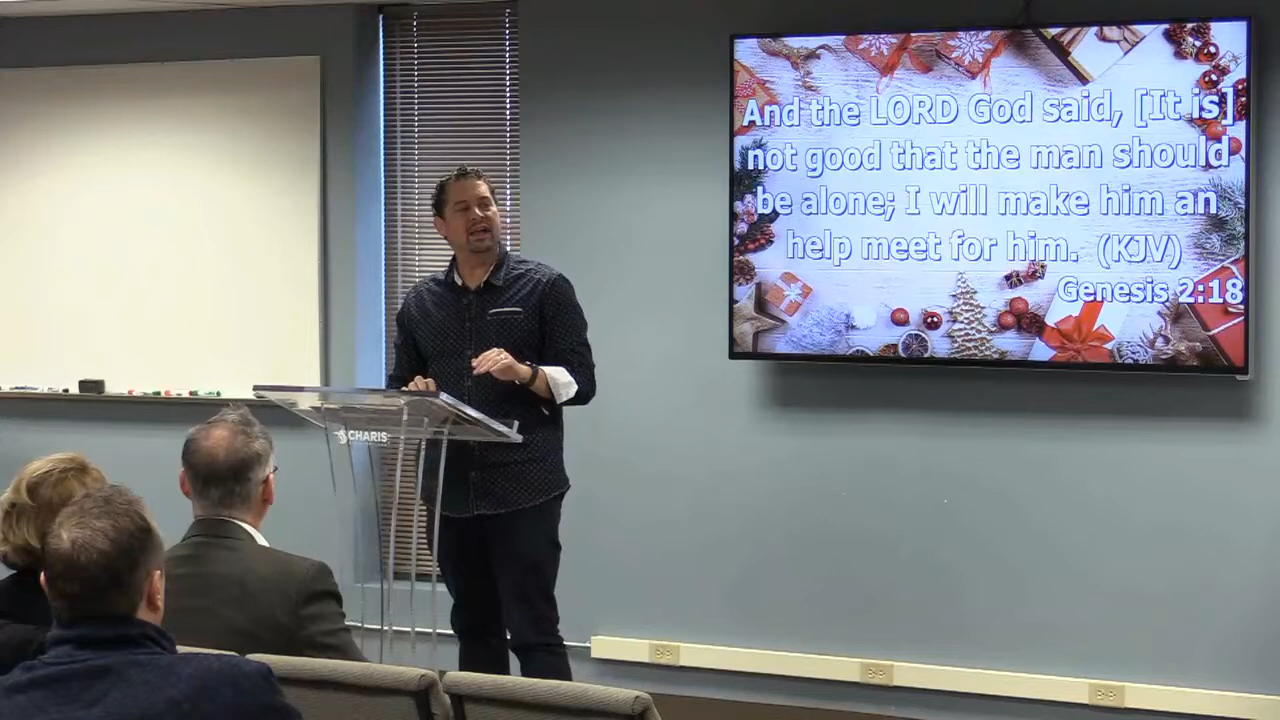 And the LORD God said, [It is]
not good that the man should
be alone; I will make him an
help meet for him. (KJV)
Genesis 2:18
CHARIS